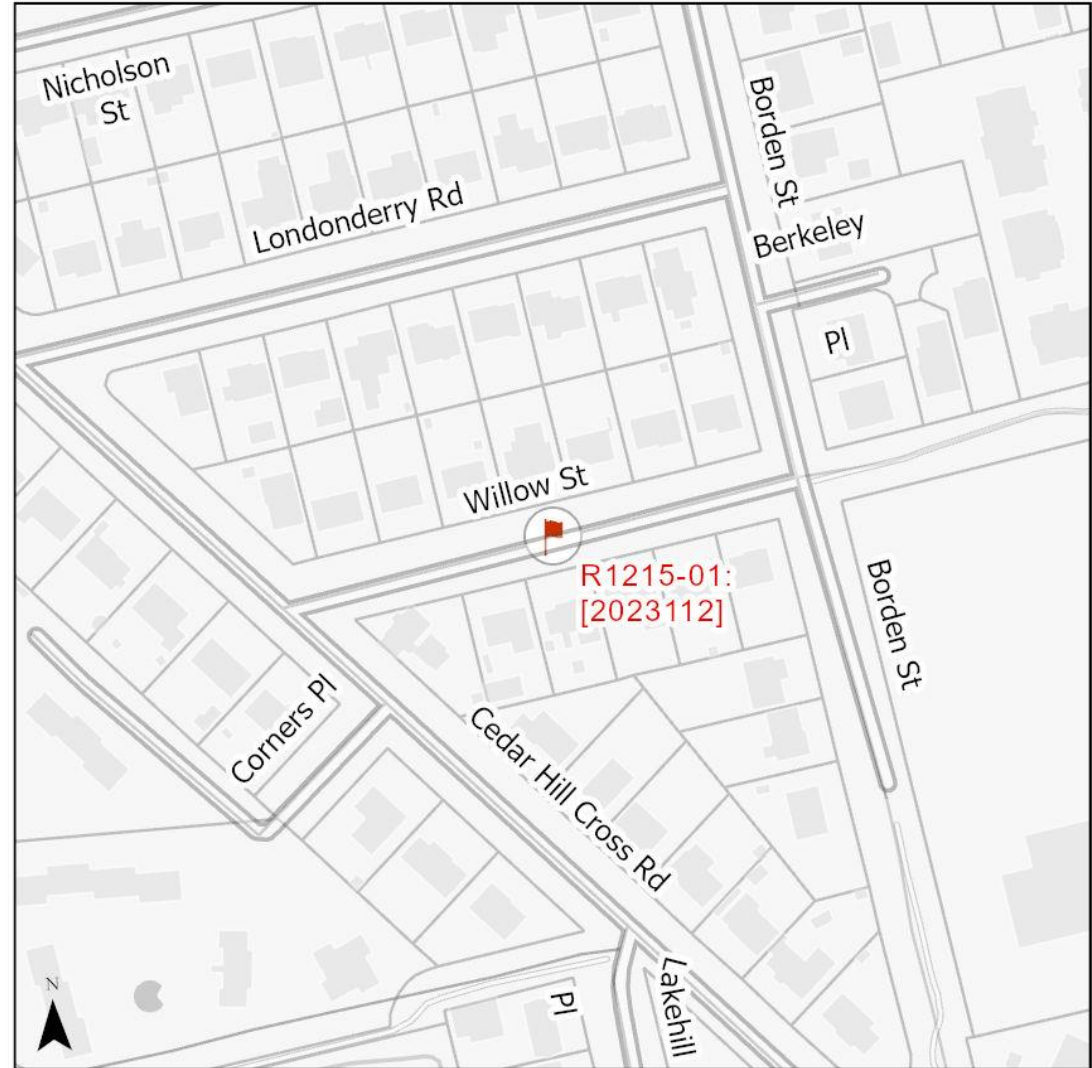 Nicholson
St
Borden St
Londonderry Rd
Berkeley
Pl
Willow St
R1215-01:
[2023112]
Borden St
Corners Pl
Cedar Hill Cross Rd
Lakehill
Pl
N